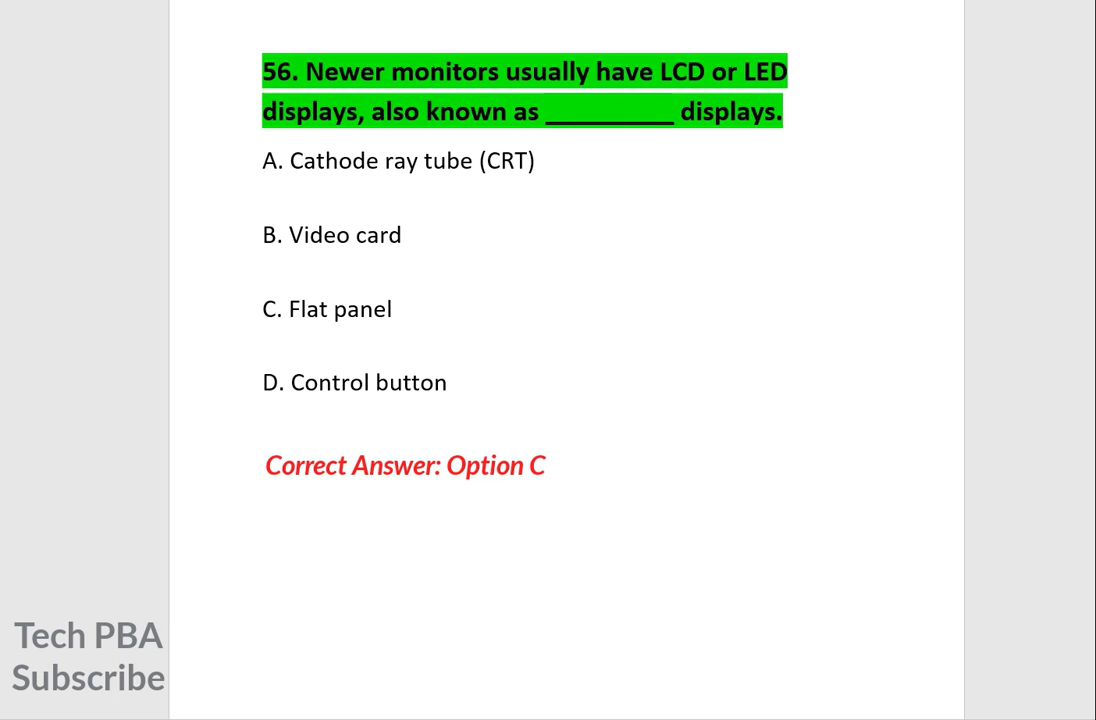 56. Newer monitors usually have LCD or LED
displays, also known as __________ displays.
A. Cathode ray tube (CRT)
B. Video card
C. Flat panel
D. Control button
Correct Answer: Option C
Tech PBA
Subscribe